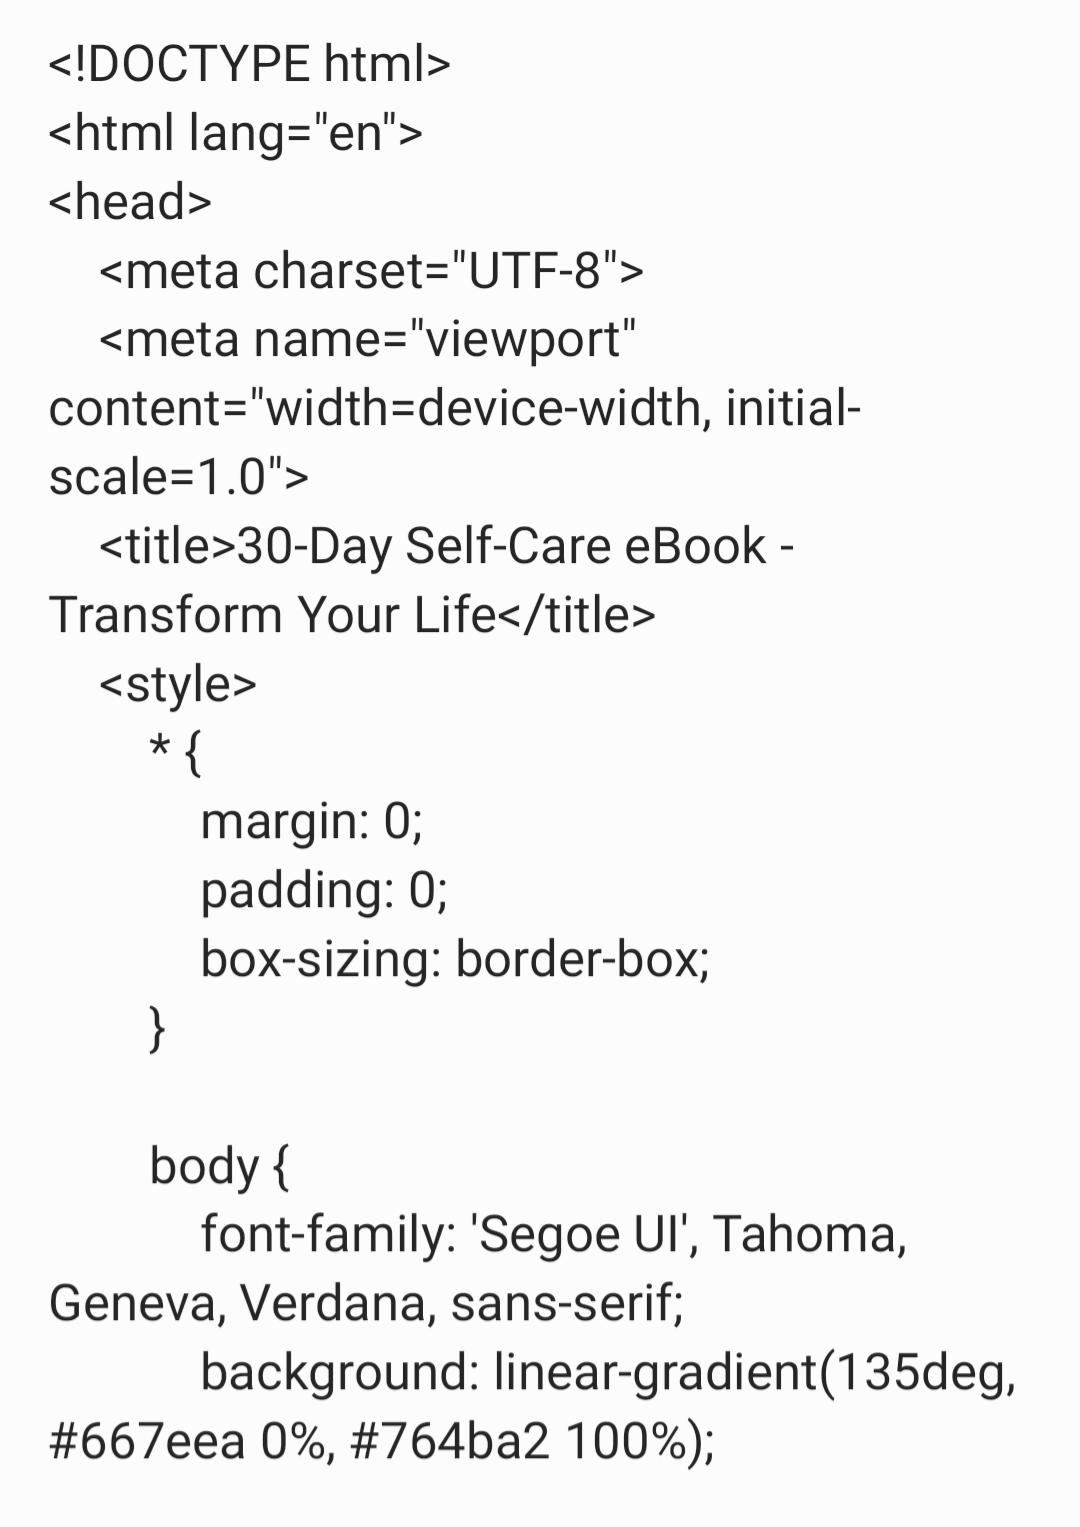 <!DOCTYPE html>
<html lang="en">
<head>
    <meta charset="UTF-8">
    <meta name="viewport"
content="width=device-width, initial-
scale=1.0">
    <title>30-Day Self-Care eBook -
Transform Your Life</title>
    <style>
        * {
            margin: 0;
            padding: 0;
            box-sizing: border-box;
        }

        body {
            font-family: 'Segoe UI', Tahoma,
Geneva, Verdana, sans-serif;
            background: linear-gradient(135deg,
#667eea 0%, #764ba2 100%);